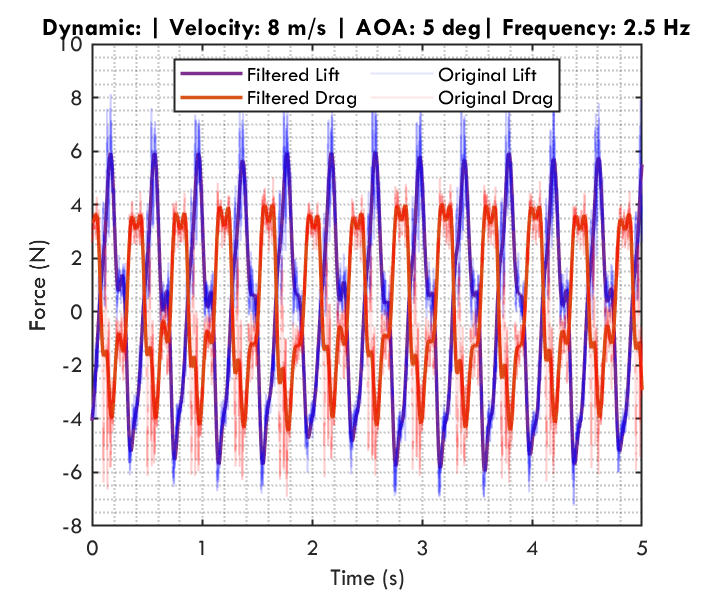 Dynamic: | Velocity: 8 m/s | AOA: 5 deg| Frequency: 2.5 Hz
10
8
6
4
2
0
-2
-4
-6
-8
Force (N)
Filtered Lift
Original Lift
Filtered Drag
Original Drag
0
1
2
3
4
5
Time (s)